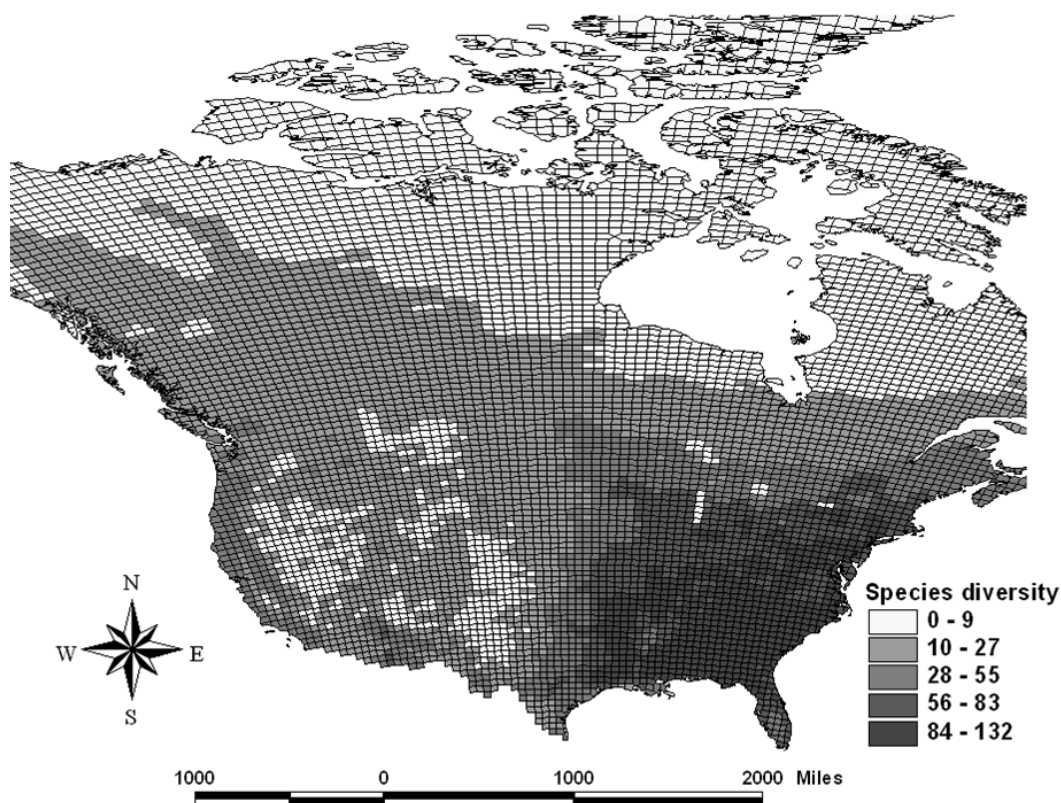 N
W E
S
Species diversity
0 - 9
10 - 27
28 - 55
56 - 83
84 - 132
1000 0 1000 2000 Miles